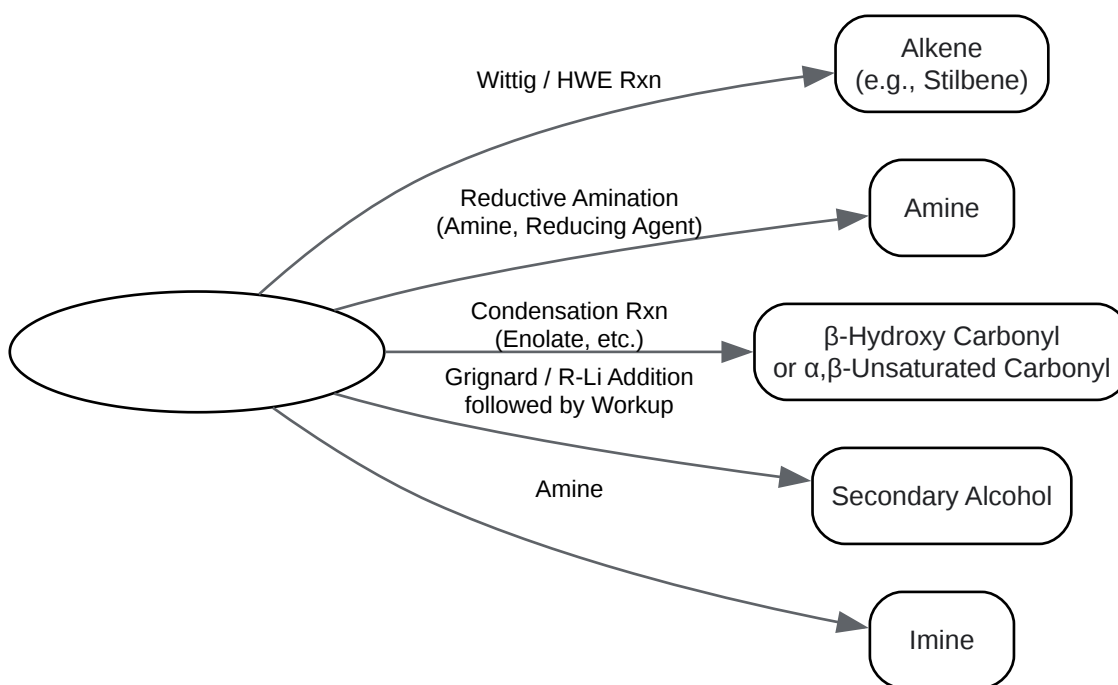 Alkene
(e.g., Stilbene)
Wittig / HWE Rxn
Reductive Amination
(Amine, Reducing Agent)
Amine
Condensation Rxn
(Enolate, etc.)
β-Hydroxy Carbonyl
or α,β-Unsaturated Carbonyl
Grignard / R-Li Addition
followed by Workup
Secondary Alcohol
Amine
Imine